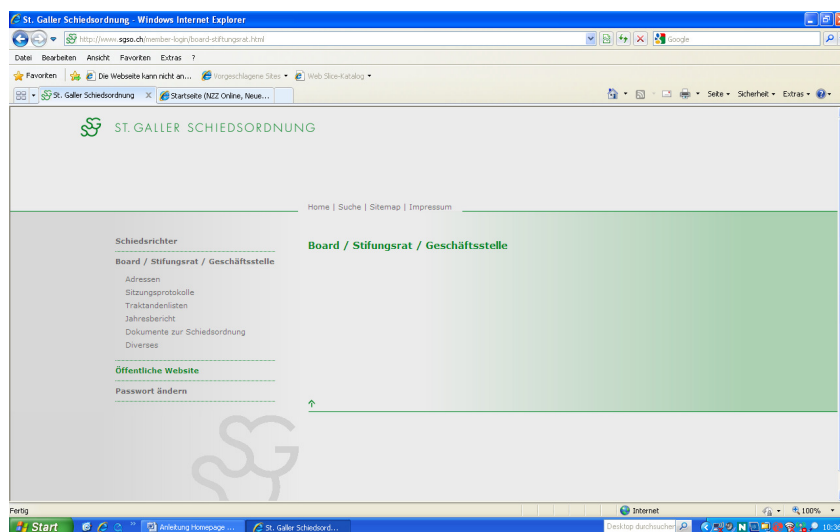 St. Galler Schiedsordnung - Windows Internet Explorer
http://www.sgso.ch/member-login/board-stiftungsrat.html
Google
Datei Bearbeiten Ansicht Favoriten Extras ?
Favoriten Die Webseite kann nicht an... Vorgeschlagene Sites Web Slice-Katalog
St. Galler Schiedsordnung X Startseite (NZZ Online, Neue... Seite Sicherheit Extras
ST. GALLER SCHIEDSORDNUNG
Home | Suche | Sitemap | Impressum
Schiedsrichter
Board / Stifungsrat / Geschäftsstelle
Board / Stifungsrat / Geschäftsstelle
Adressen
Sitzungsprotokolle
Traktandenlisten
Jahresbericht
Dokumente zur Schiedsordnung
Diverses
Öffentliche Website
Passwort ändern
Fertig Internet 100%
Start Anleitung Homepage ... St. Galler Schiedsord... Desktop durchsuchen